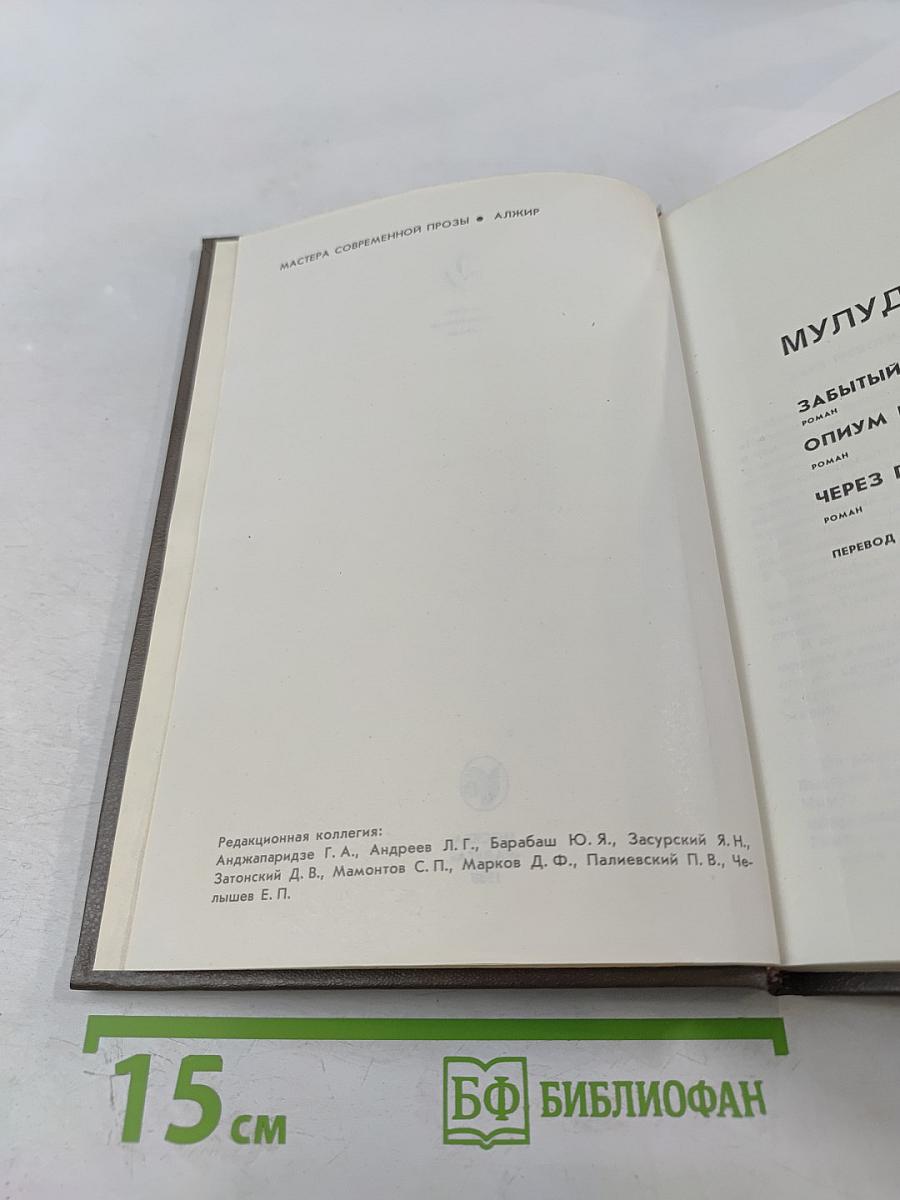 МАСТЕРА СОВРЕМЕННОЙ ПРОЗЫ • АЛЖИР
Редакционная коллегия:
Анджапаридзе Г. А., Андреев Л. Г., Барабаш Ю. Я., Засурский Я. Н.,
Затонский Д. В., Мамонтов С. П., Марков Д. Ф., Палиевский П. В., Че-
лышев Е. П.
МУЛУД
ЗАБЫТЫЙ
РОМАН
ОПИУМ
РОМАН
ЧЕРЕЗ
РОМАН
ПЕРЕВОД
15 см
БФ БИБЛИОФАН